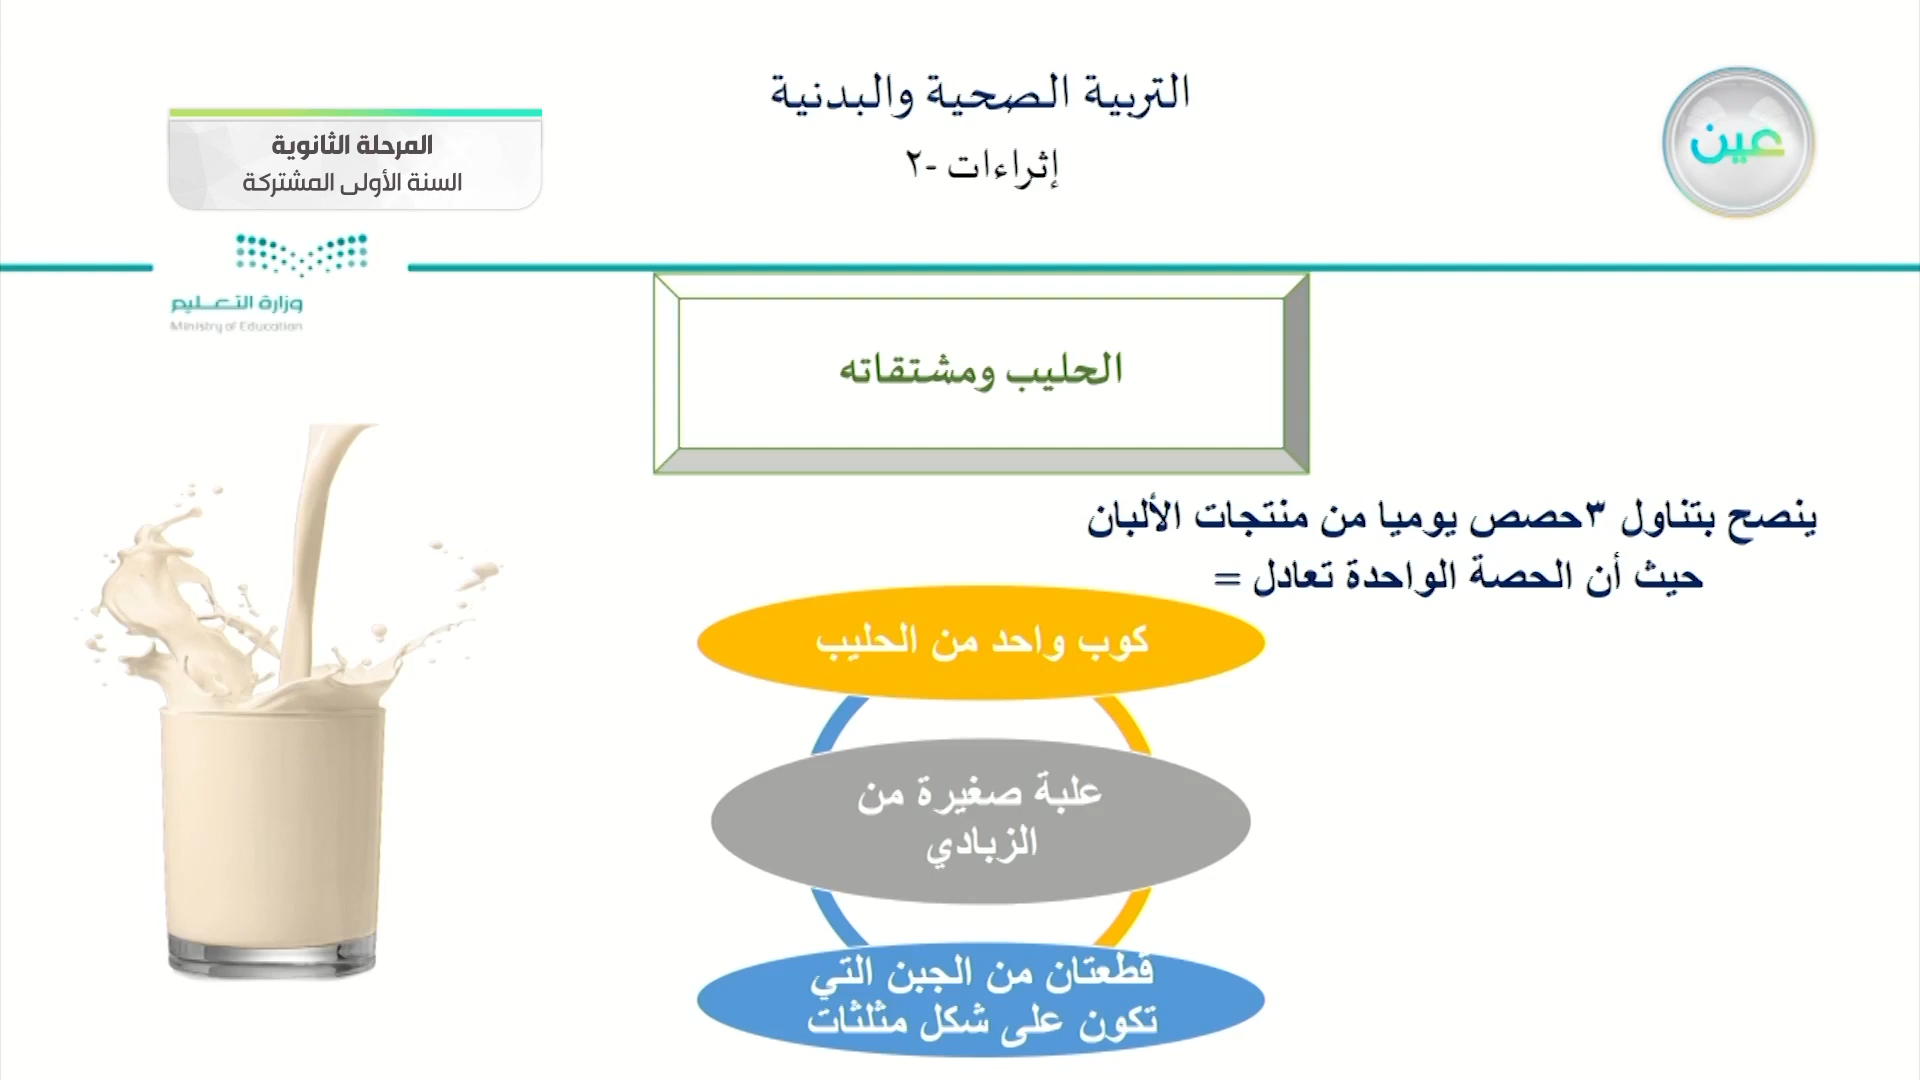 التربية الصحية والبدنية
إثراءات -٢
عين
المرحلة الثانوية
السنة الأولى المشتركة
وزارة التعليم
Ministry of Education
الحليب ومشتقاته
ينصح بتناول ٣حصص يوميا من منتجات الألبان
حيث أن الحصة الواحدة تعادل =
كوب واحد من الحليب
علبة صغيرة من
الزبادي
قطعتان من الجبن التي
تكون على شكل مثلثات